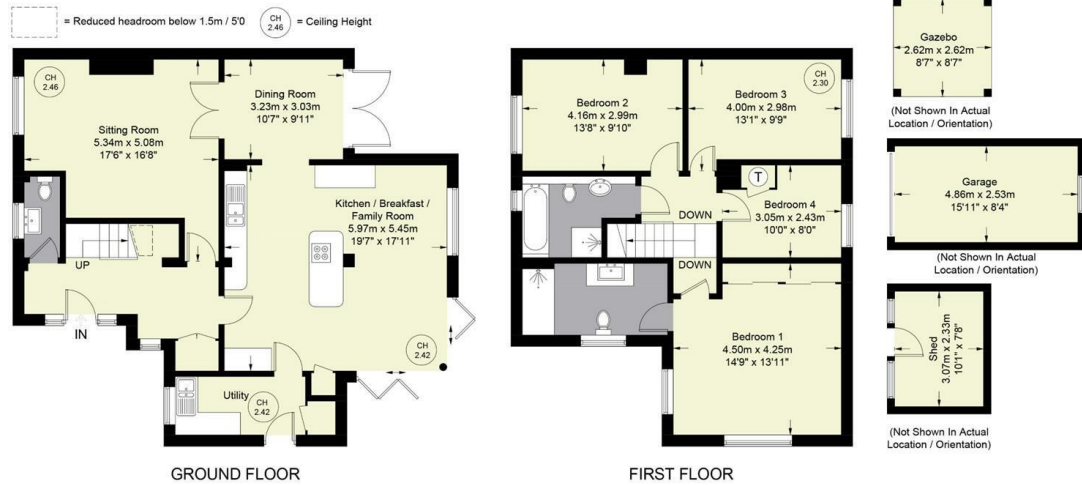 = Reduced headroom below 1.5m / 5'0
CH
2.46
= Ceiling Height
CH
2.46
Sitting Room
5.34m x 5.08m
17'6" x 16'8"
Dining Room
3.23m x 3.03m
10'7" x 9'11"
Kitchen / Breakfast /
Family Room
5.97m x 5.45m
19'7" x 17'11"
UP
IN
CH
2.42
Utility
CH
2.42
GROUND FLOOR
Bedroom 2
4.16m x 2.99m
13'8" x 9'10"
Bedroom 3
4.00m x 2.98m
13'1" x 9'9"
CH
2.30
T
Bedroom 4
3.05m x 2.43m
10'0" x 8'0"
DOWN
DOWN
Bedroom 1
4.50m x 4.25m
14'9" x 13'11"
FIRST FLOOR
Gazebo
2.62m x 2.62m
8'7" x 8'7"
(Not Shown In Actual
Location / Orientation)
Garage
4.86m x 2.53m
15'11" x 8'4"
(Not Shown In Actual
Location / Orientation)
Shed
3.07m x 2.33m
10'1" x 7'8"
(Not Shown In Actual
Location / Orientation)